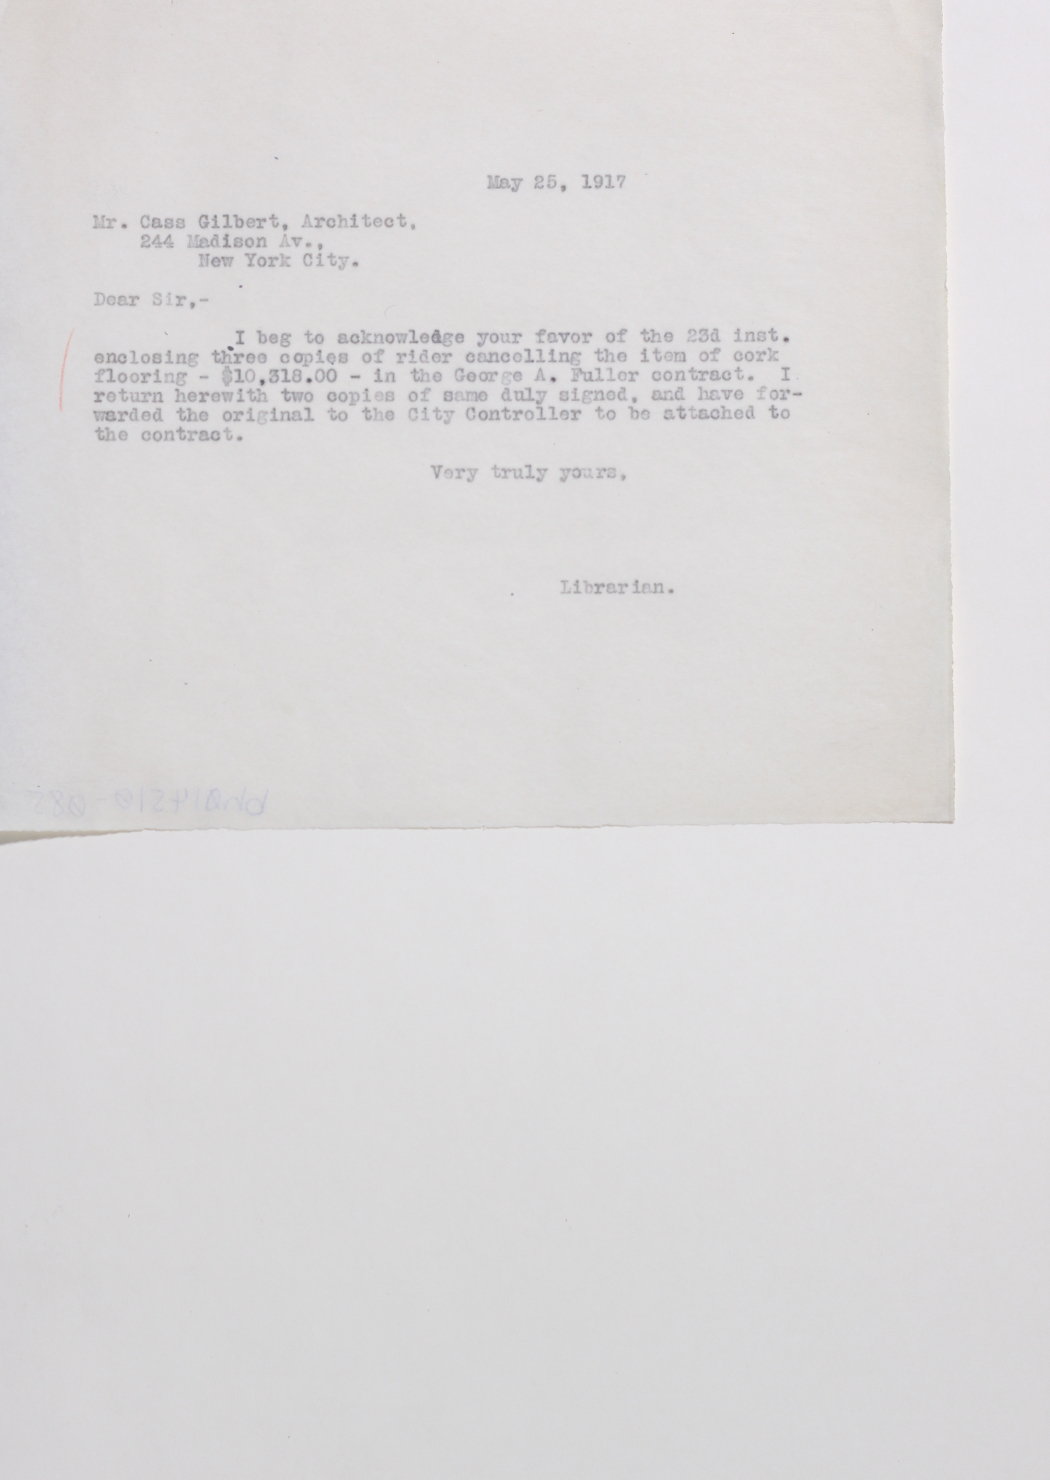 May 25, 1917
Mr. Cass Gilbert, Architect,
244 Madison Av.,
New York City.
Dear Sir,-
I beg to acknowledge your favor of the 23d inst.
enclosing three copies of rider cancelling the item of cork
flooring - $10,318.00 - in the George A. Fuller contract. I
return herewith two copies of same duly signed, and have for-
warded the original to the City Controller to be attached to
the contract.
Very truly yours,
Librarian.